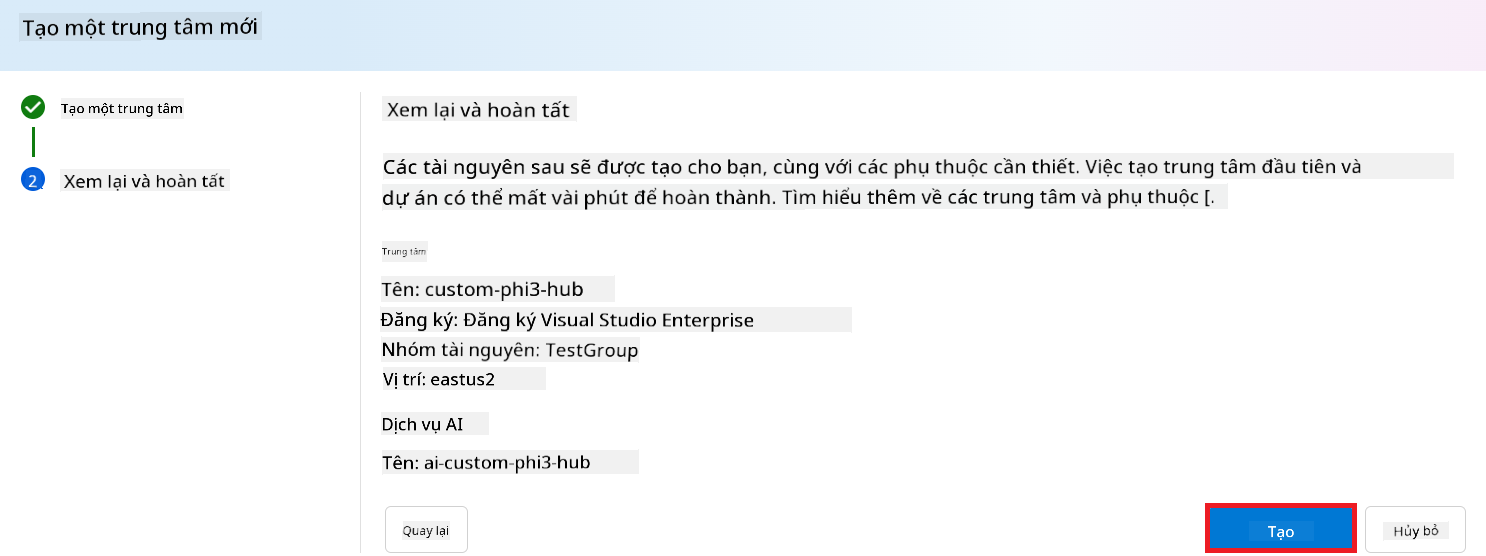 Tạo một trung tâm mới
Tạo một trung tâm
2
Xem lại và hoàn tất
Xem lại và hoàn tất
Các tài nguyên sau sẽ được tạo cho bạn, cùng với các phụ thuộc cần thiết. Việc tạo trung tâm đầu tiên và
dự án có thể mất vài phút để hoàn thành. Tìm hiểu thêm về các trung tâm và phụ thuộc [.
Trung tâm
Tên: custom-phi3-hub
Đăng ký: Đăng ký Visual Studio Enterprise
Nhóm tài nguyên: TestGroup
Vị trí: eastus2
Dịch vụ AI
Tên: ai-custom-phi3-hub
Quay lại
Tạo
Hủy bỏ